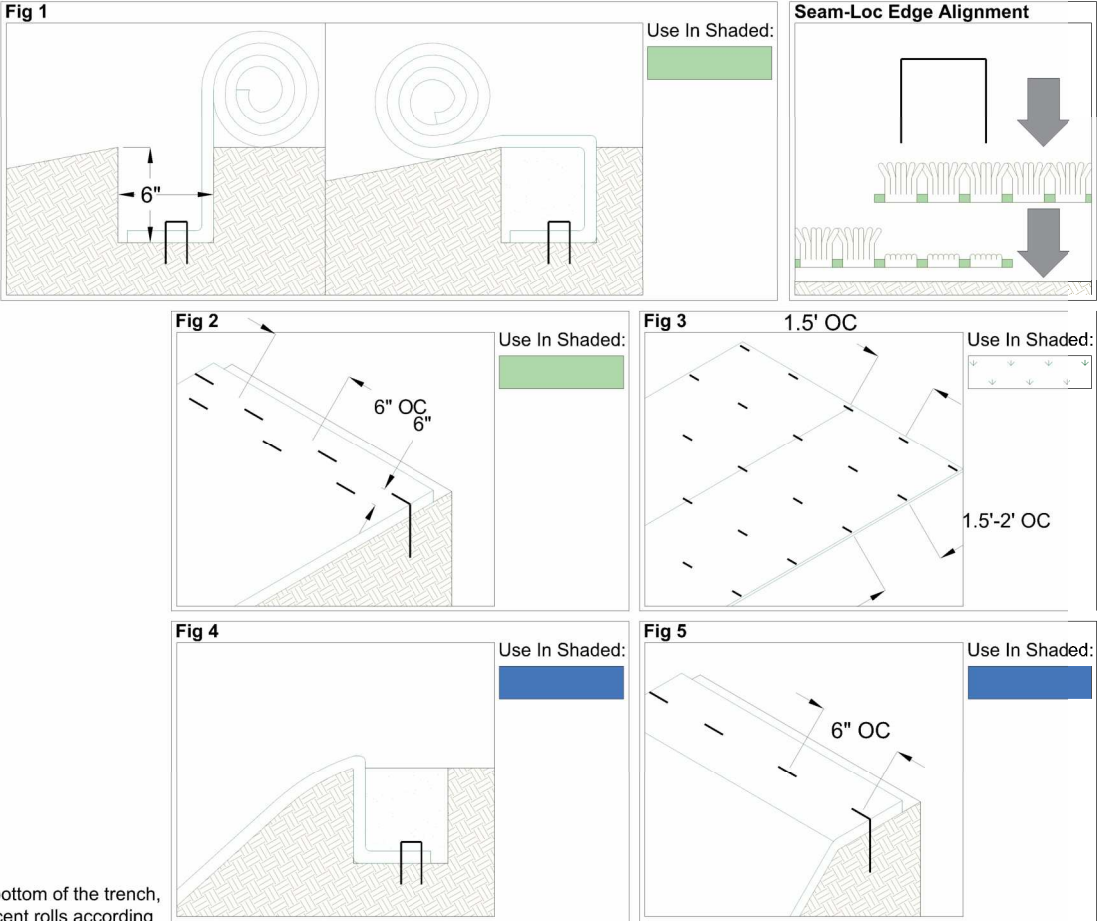 Fig 1
Use In Shaded:
6"
Seam-Loc Edge Alignment
Fig 2
Use In Shaded:
6" OC
6"
Fig 3
1.5' OC
Use In Shaded:
1.5'-2' OC
Fig 4
Use In Shaded:
Fig 5
Use In Shaded:
6" OC
ottom of the trench,
cent rolls according